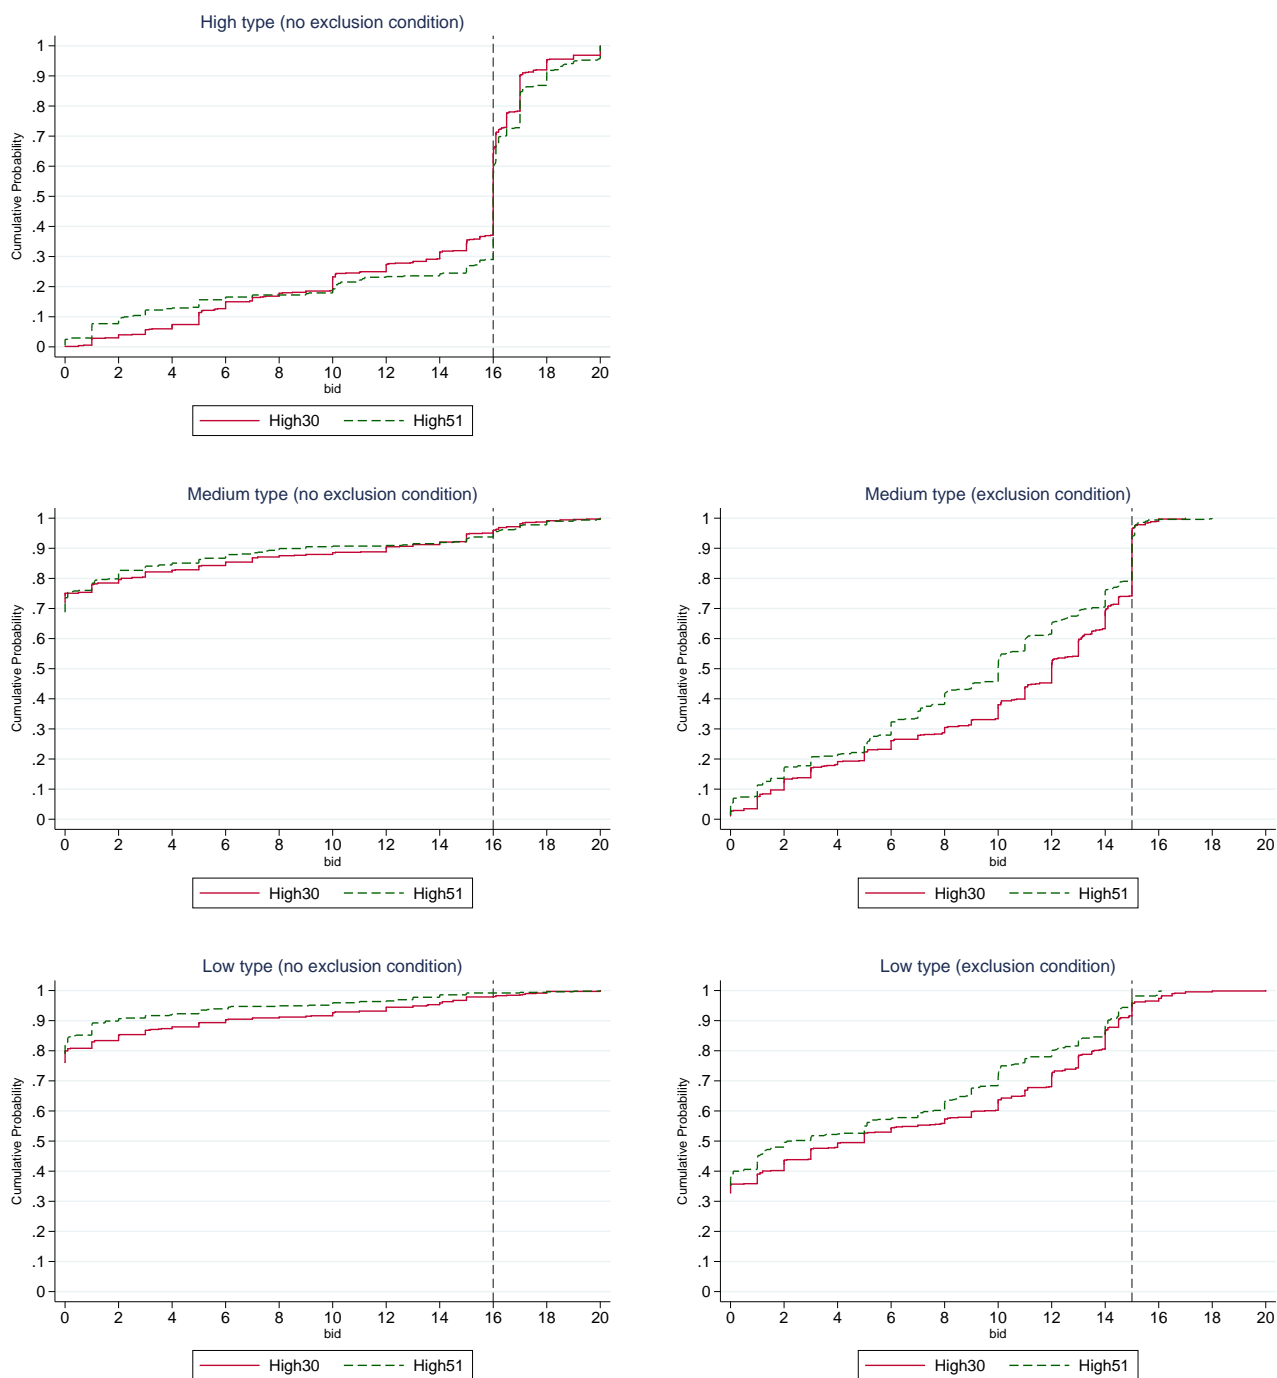 High type (no exclusion condition)
Cumulative Probability
1
.9
.8
.7
.6
.5
.4
.3
.2
.1
0
0 2 4 6 8 10 12 14 16 18 20
bid
High30 High51
Medium type (no exclusion condition)
Cumulative Probability
1
.9
.8
.7
.6
.5
.4
.3
.2
.1
0
0 2 4 6 8 10 12 14 16 18 20
bid
High30 High51
Medium type (exclusion condition)
Cumulative Probability
1
.9
.8
.7
.6
.5
.4
.3
.2
.1
0
0 2 4 6 8 10 12 14 16 18 20
bid
High30 High51
Low type (no exclusion condition)
Cumulative Probability
1
.9
.8
.7
.6
.5
.4
.3
.2
.1
0
0 2 4 6 8 10 12 14 16 18 20
bid
High30 High51
Low type (exclusion condition)
Cumulative Probability
1
.9
.8
.7
.6
.5
.4
.3
.2
.1
0
0 2 4 6 8 10 12 14 16 18 20
bid
High30 High51